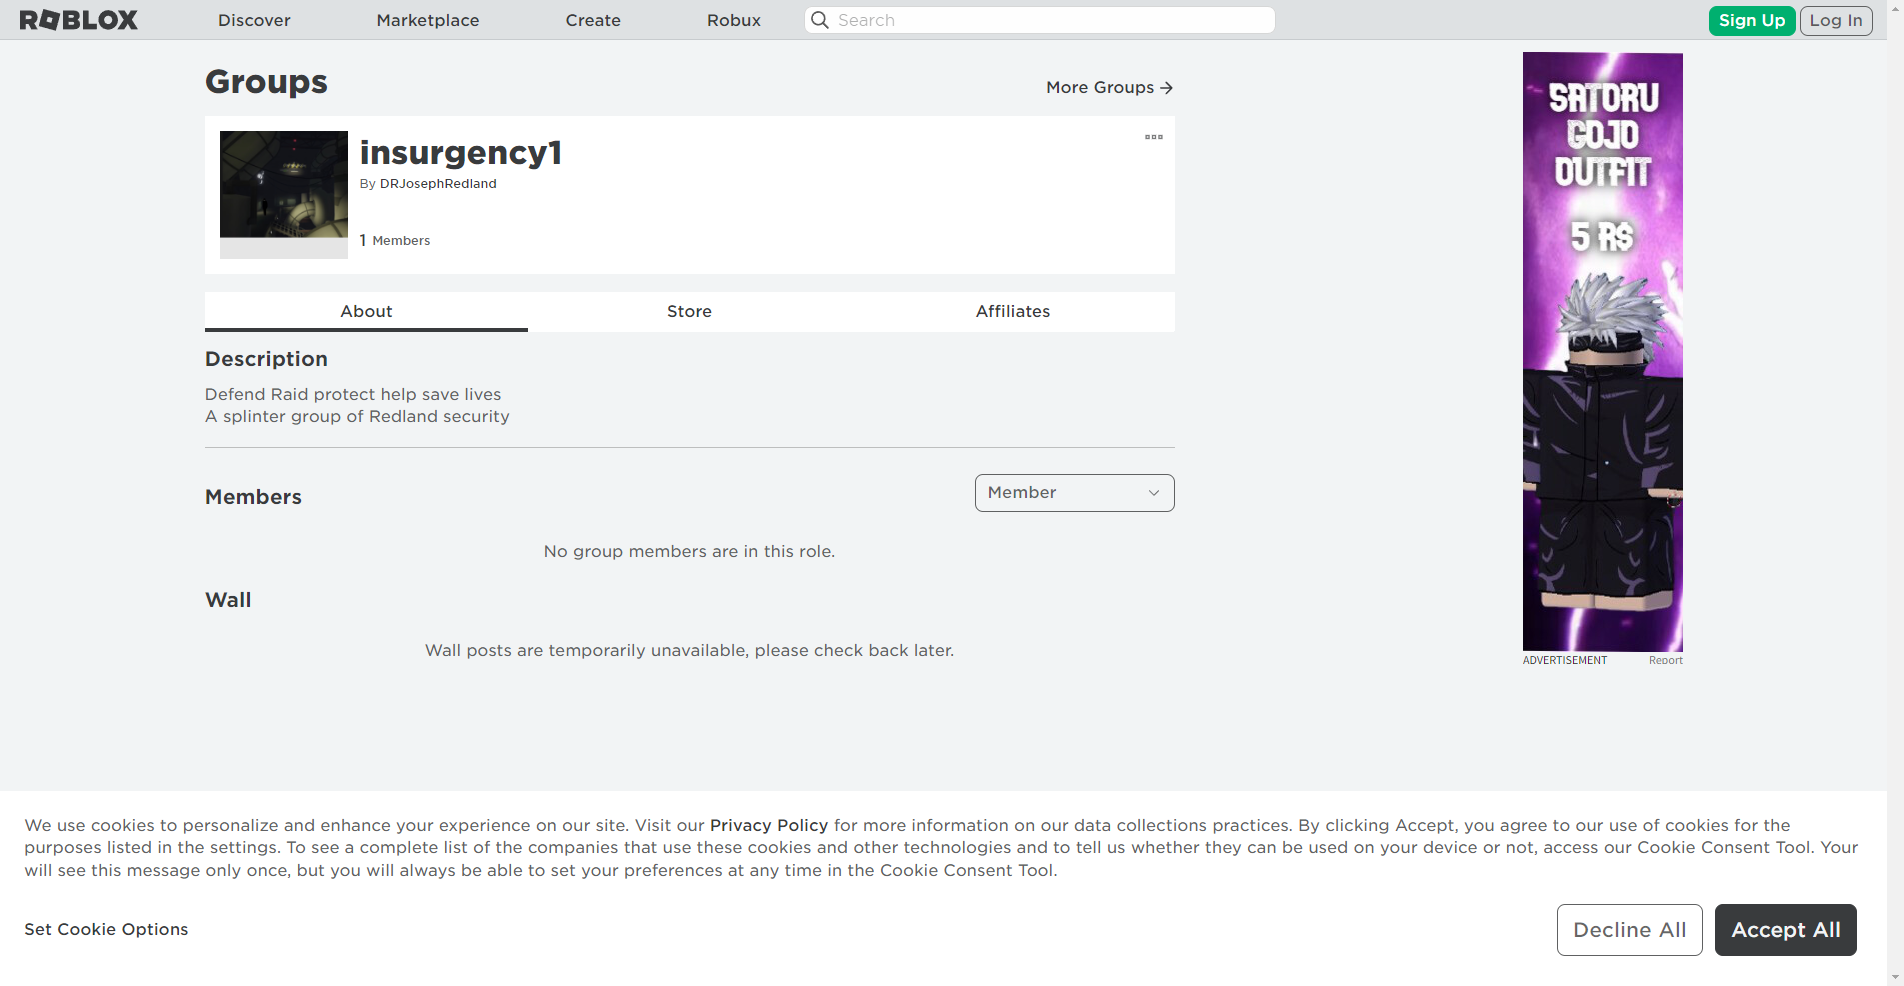 ROBLOX
Discover
Marketplace
Create
Robux
Search
Sign Up
Log In
Groups
More Groups
insurgency1
By DRJosephRedland
1 Members
About
Store
Affiliates
Description
Defend Raid protect help save lives
A splinter group of Redland security
Members
Member
No group members are in this role.
Wall
Wall posts are temporarily unavailable, please check back later.
SATORU
GOJO
OUTFIT
5 R$
ADVERTISEMENT
Report
We use cookies to personalize and enhance your experience on our site. Visit our Privacy Policy for more information on our data collections practices. By clicking Accept, you agree to our use of cookies for the
purposes listed in the settings. To see a complete list of the companies that use these cookies and other technologies and to tell us whether they can be used on your device or not, access our Cookie Consent Tool. Your
will see this message only once, but you will always be able to set your preferences at any time in the Cookie Consent Tool.
Set Cookie Options
Decline All
Accept All